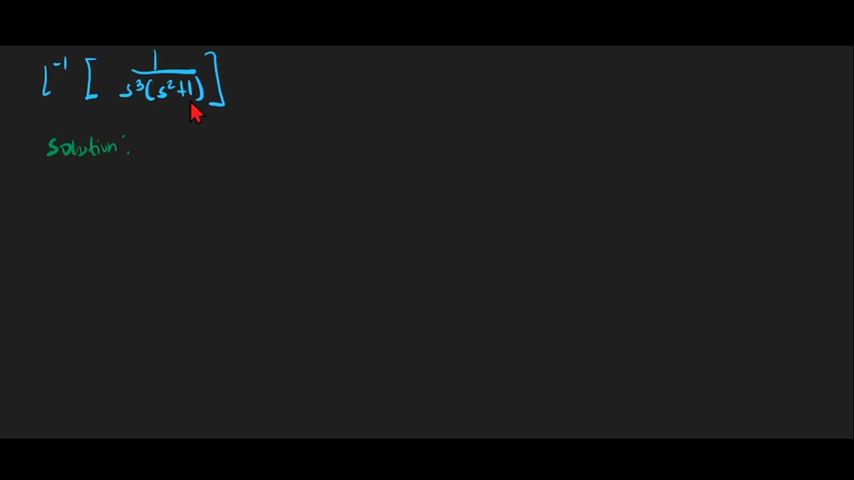 L⁻¹ [ 1 / s³(s²+1) ]
Solution: